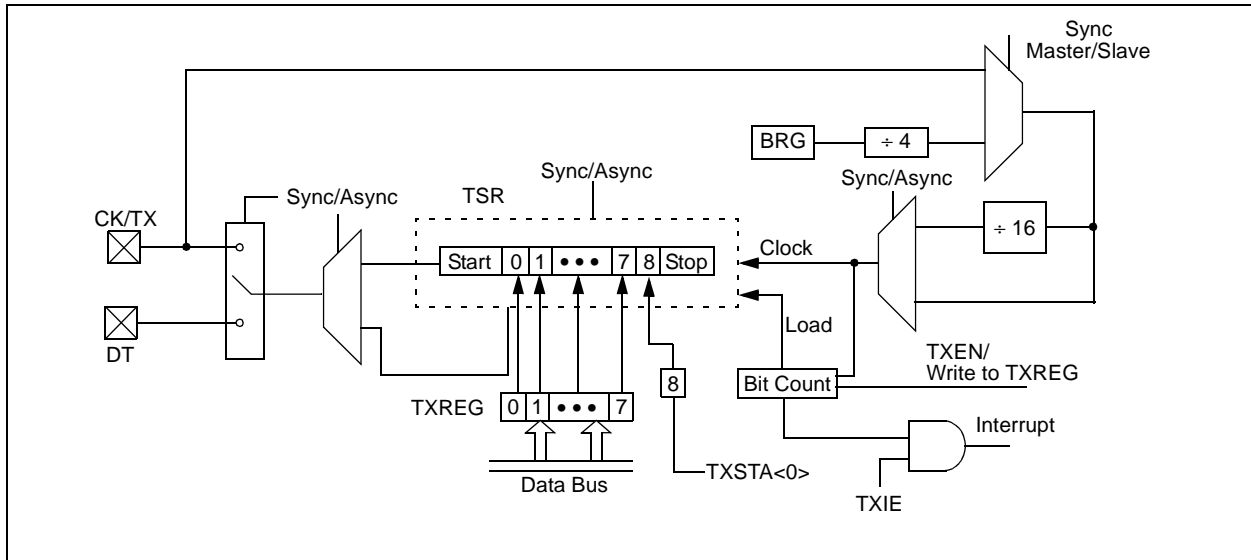 Sync
Master/Slave
BRG
÷ 4
Sync/Async
Sync/Async
TSR
Sync/Async
CK/TX
÷ 16
Clock
Start 0 1 ••• 7 8 Stop
Load
DT
TXEN/
Write to TXREG
8
Bit Count
TXREG 0 1 ••• 7
Interrupt
TXSTA<0>
Data Bus
TXIE